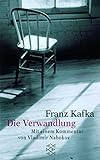 Franz Kafka
Die Verwandlung
Mit einem Kommentar
von Vladimir Nabokov